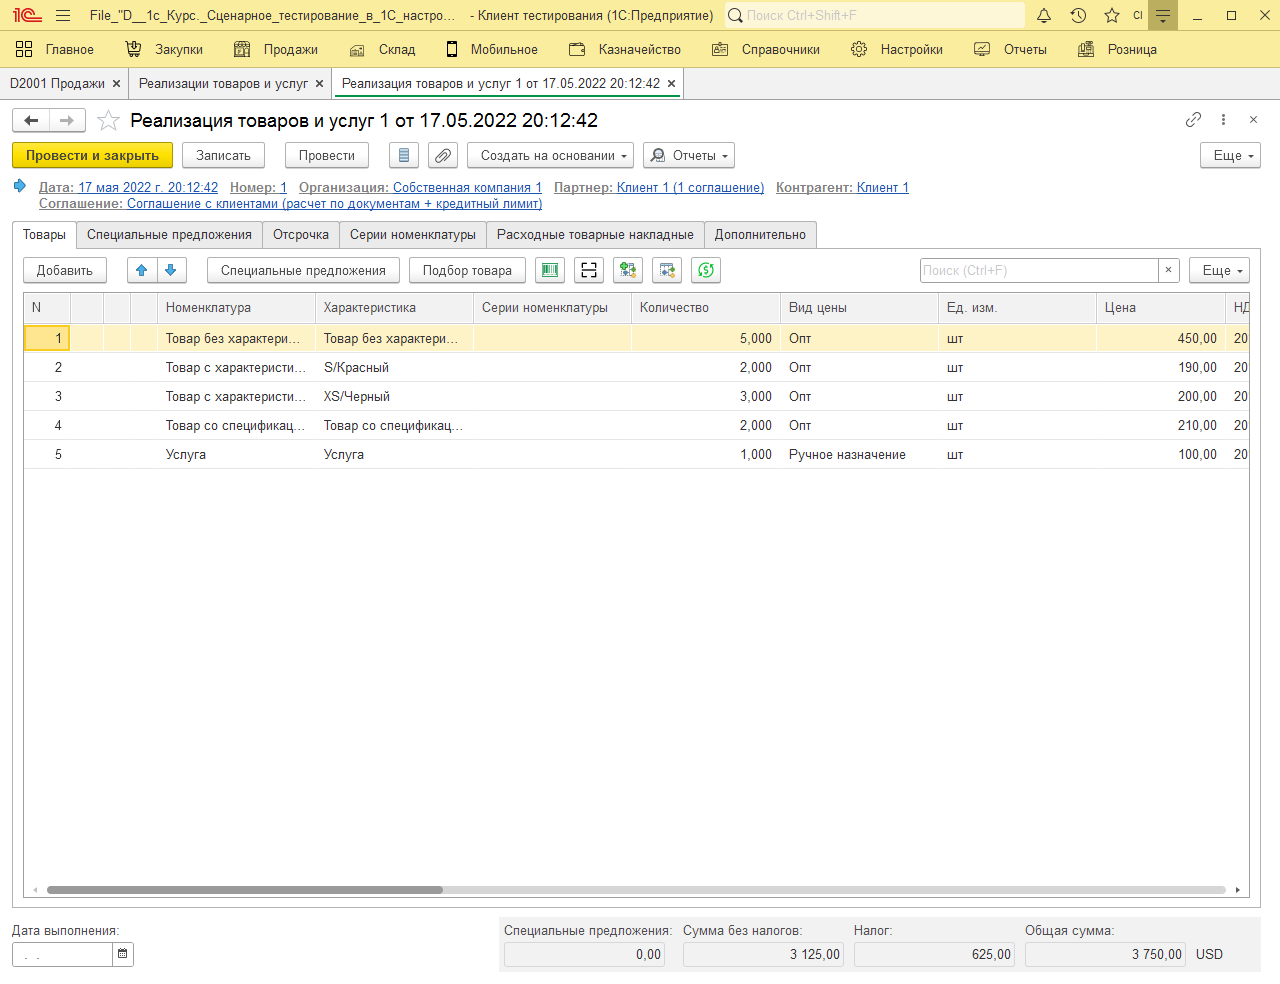 File_"D__1c_Курс._Сценарное_тестирование_в_1С_настро... - Клиент тестирования (1С:Предприятие) Поиск Ctrl+Shift+F CI
Главное Закупки Продажи Склад Мобильное Казначейство Справочники Настройки Отчеты Розница
D2001 Продажи Реализации товаров и услуг Реализация товаров и услуг 1 от 17.05.2022 20:12:42
Реализация товаров и услуг 1 от 17.05.2022 20:12:42
Провести и закрыть Записать Провести Создать на основании Отчеты Еще
Дата: 17 мая 2022 г. 20:12:42 Номер: 1 Организация: Собственная компания 1 Партнер: Клиент 1 (1 соглашение) Контрагент: Клиент 1
Соглашение: Соглашение с клиентами (расчет по документам + кредитный лимит)
Товары Специальные предложения Отсрочка Серии номенклатуры Расходные товарные накладные Дополнительно
Добавить Специальные предложения Подбор товара Поиск (Ctrl+F) Еще
N Номенклатура Характеристика Серии номенклатуры Количество Вид цены Ед. изм. Цена НД
1 Товар без характери... Товар без характери... 5,000 Опт шт 450,00 20
2 Товар с характеристи... S/Красный 2,000 Опт шт 190,00 20
3 Товар с характеристи... XS/Черный 3,000 Опт шт 200,00 20
4 Товар со спецификац... Товар со спецификац... 2,000 Опт шт 210,00 20
5 Услуга Услуга 1,000 Ручное назначение шт 100,00 20
Дата выполнения: Специальные предложения: Сумма без налогов: Налог: Общая сумма:
. . 0,00 3 125,00 625,00 3 750,00 USD